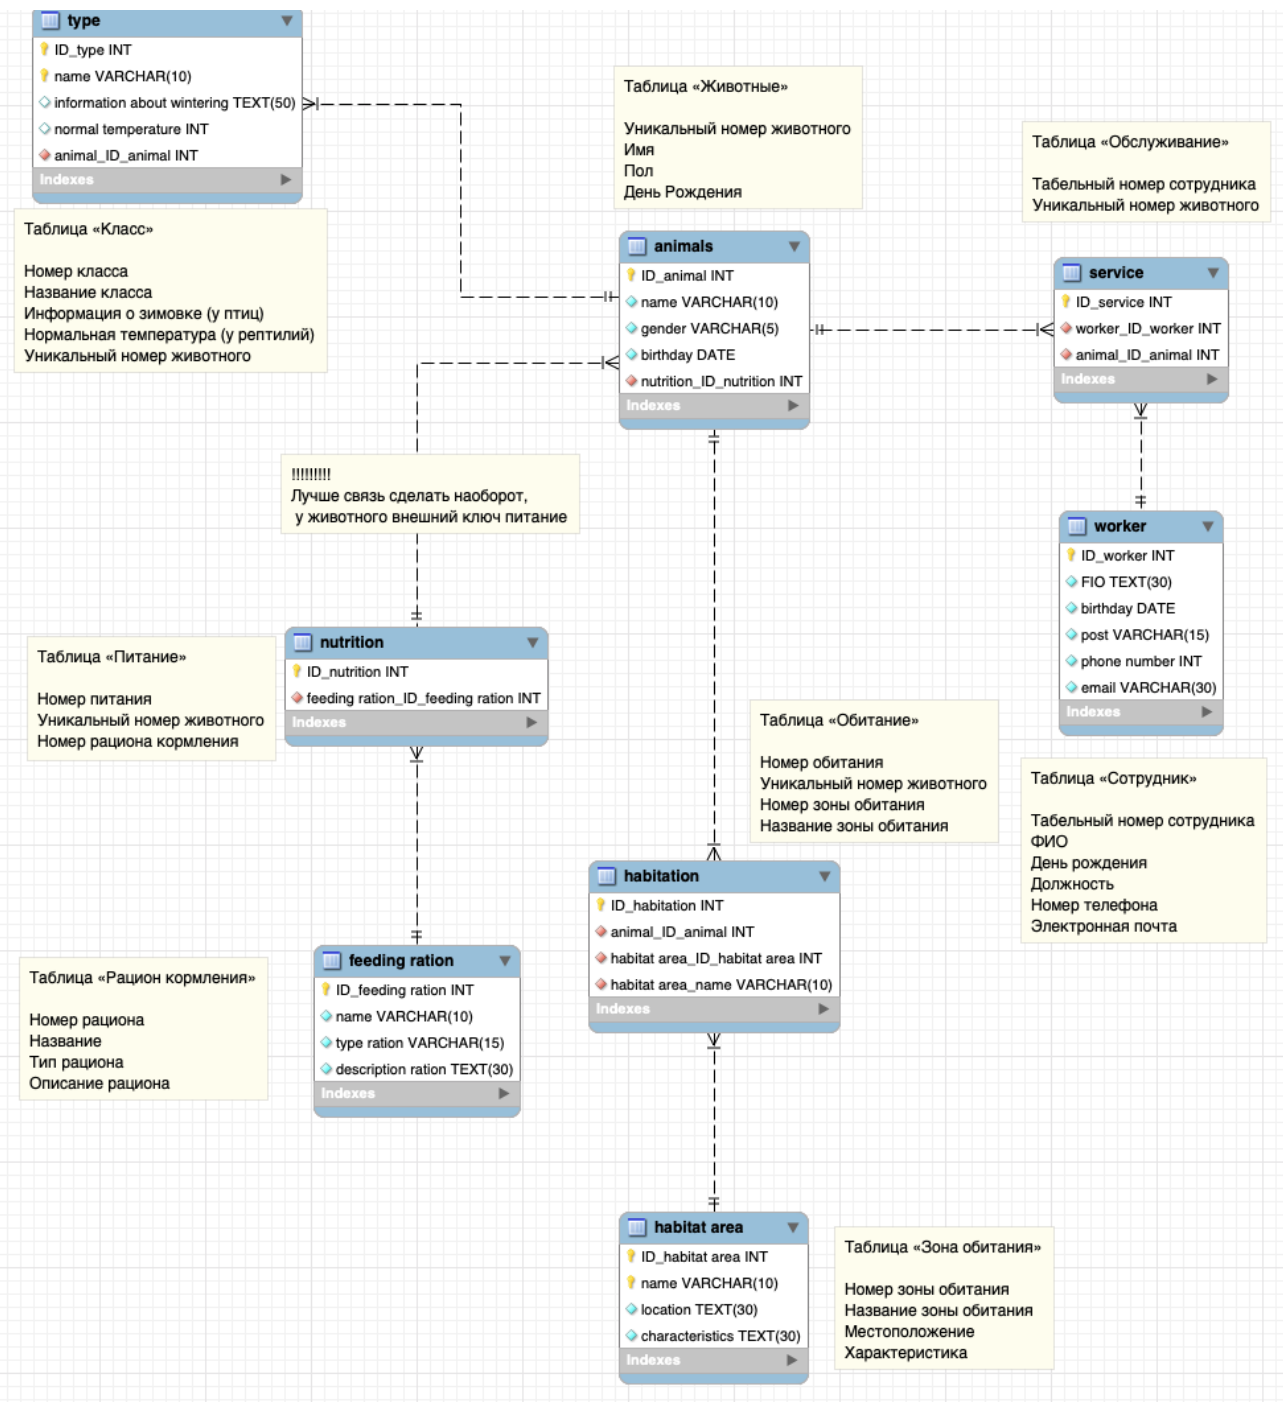 type
ID_type INT
name VARCHAR(10)
information about wintering TEXT(50)
normal temperature INT
animal_ID_animal INT
Indexes
Таблица «Класс»
Номер класса
Название класса
Информация о зимовке (у птиц)
Нормальная температура (у рептилий)
Уникальный номер животного
Таблица «Животные»
Уникальный номер животного
Имя
Пол
День Рождения
animals
ID_animal INT
name VARCHAR(10)
gender VARCHAR(5)
birthday DATE
nutrition_ID_nutrition INT
Indexes
Таблица «Обслуживание»
Табельный номер сотрудника
Уникальный номер животного
service
ID_service INT
worker_ID_worker INT
animal_ID_animal INT
Indexes
!!!!!!!!!
Лучше связь сделать наоборот,
у животного внешний ключ питание
worker
ID_worker INT
FIO TEXT(30)
birthday DATE
post VARCHAR(15)
phone number INT
email VARCHAR(30)
Indexes
Таблица «Питание»
Номер питания
Уникальный номер животного
Номер рациона кормления
nutrition
ID_nutrition INT
feeding ration_ID_feeding ration INT
Indexes
Таблица «Обитание»
Номер обитания
Уникальный номер животного
Номер зоны обитания
Название зоны обитания
Таблица «Сотрудник»
Табельный номер сотрудника
ФИО
День рождения
Должность
Номер телефона
Электронная почта
habitation
ID_habitation INT
animal_ID_animal INT
habitat area_ID_habitat area INT
habitat area_name VARCHAR(10)
Indexes
Таблица «Рацион кормления»
Номер рациона
Название
Тип рациона
Описание рациона
feeding ration
ID_feeding ration INT
name VARCHAR(10)
type ration VARCHAR(15)
description ration TEXT(30)
Indexes
habitat area
ID_habitat area INT
name VARCHAR(10)
location TEXT(30)
characteristics TEXT(30)
Indexes
Таблица «Зона обитания»
Номер зоны обитания
Название зоны обитания
Местоположение
Характеристика